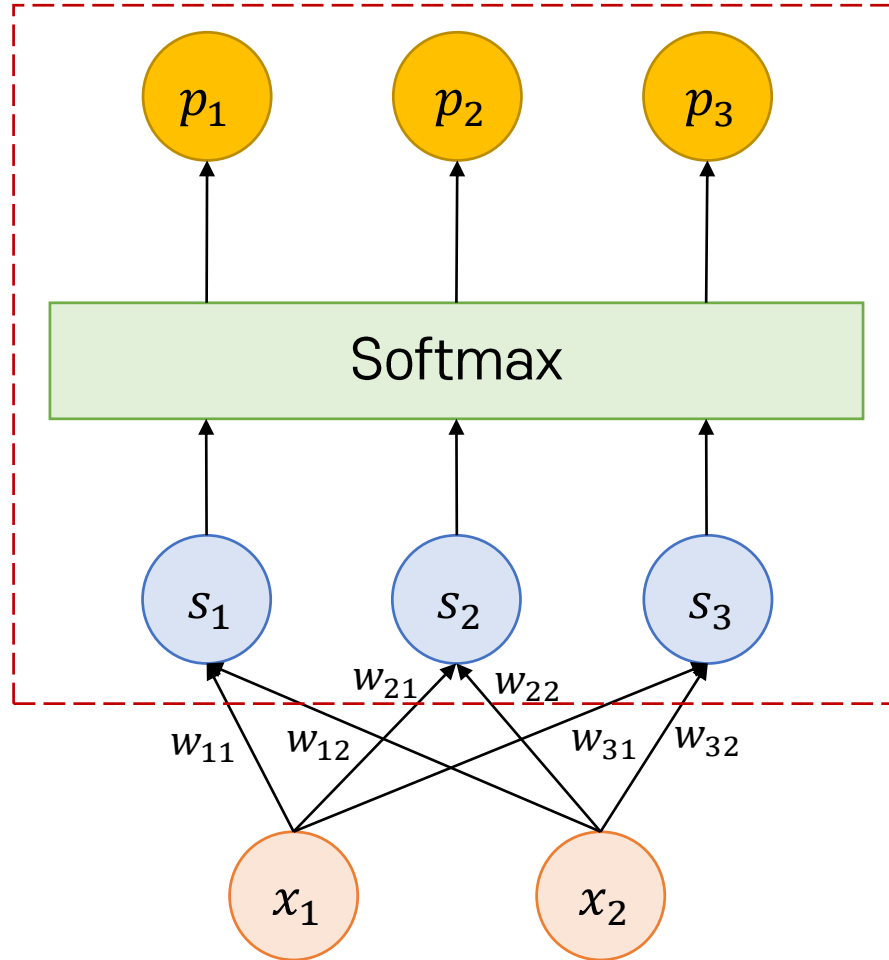 p₁ p₂ p₃
Softmax
s₁ s₂ s₃
w₂₁ w₂₂
w₁₁ w₁₂ w₃₁ w₃₂
x₁ x₂